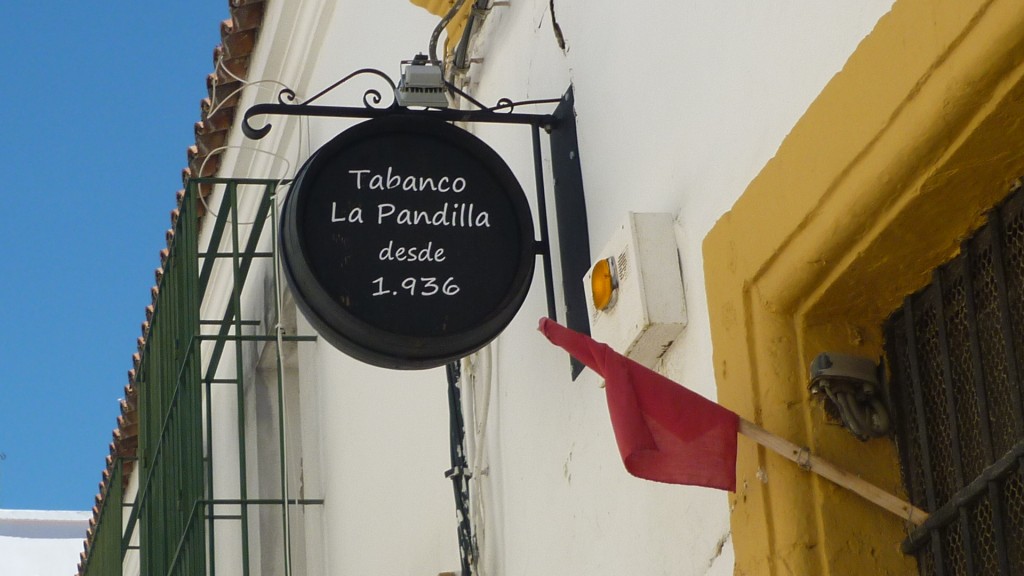 Tabanco
La Pandilla
desde
1.936